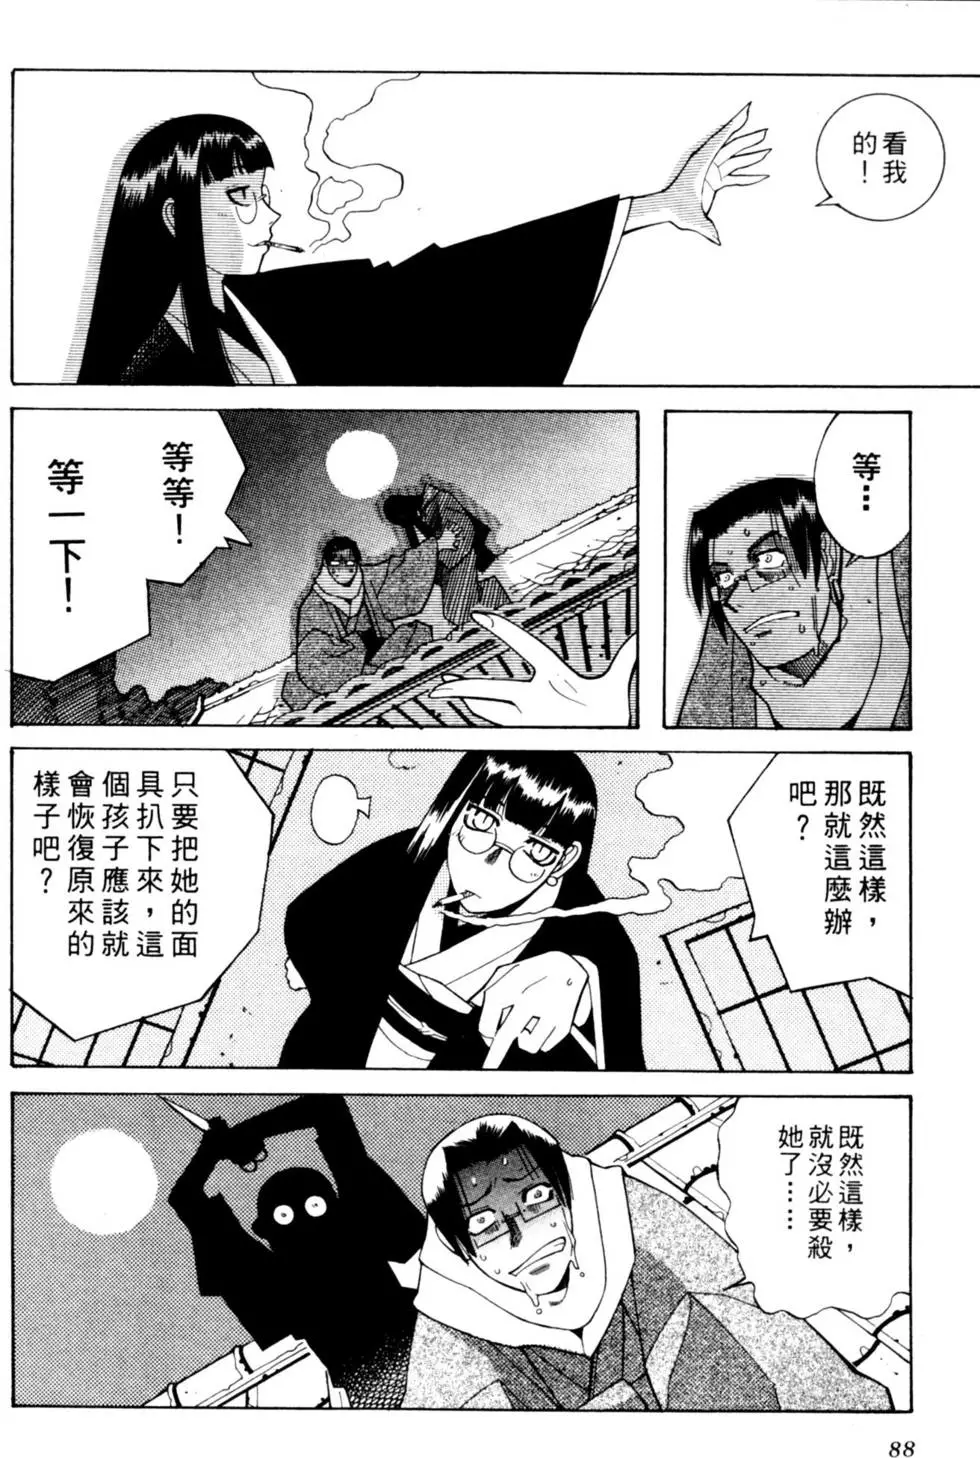 看我
的！
等…
等等！
等一下！
既然這樣，
那就這麼辦
吧？
只要把她的面
具扒下來，這
個孩子應該就
會恢復原來的
樣子吧？
既然這樣，
就沒必要殺
她了……
88